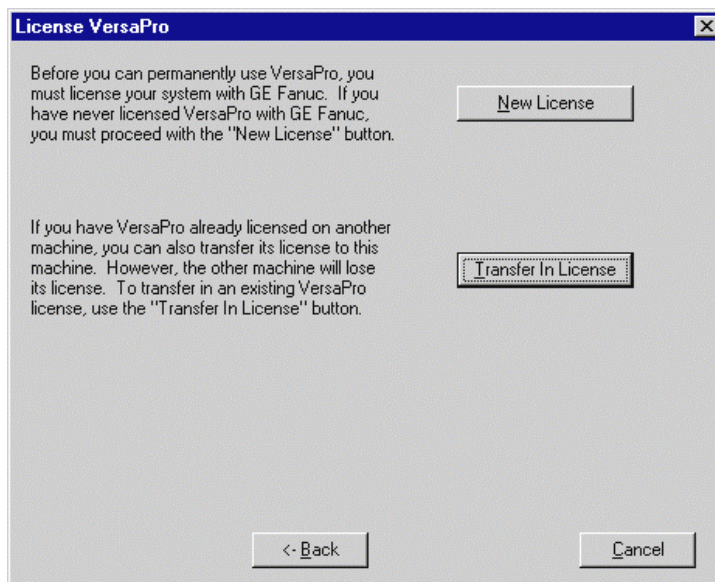 License VersaPro
Before you can permanently use VersaPro, you
must license your system with GE Fanuc. If you
have never licensed VersaPro with GE Fanuc,
you must proceed with the "New License" button.
New License
If you have VersaPro already licensed on another
machine, you can also transfer its license to this
machine. However, the other machine will lose
its license. To transfer in an existing VersaPro
license, use the "Transfer In License" button.
Transfer In License
<- Back
Cancel